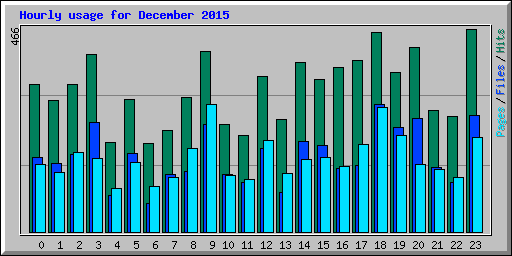 Hourly usage for December 2015
466
Pages/Files/Hits
0 1 2 3 4 5 6 7 8 9 10 11 12 13 14 15 16 17 18 19 20 21 22 23